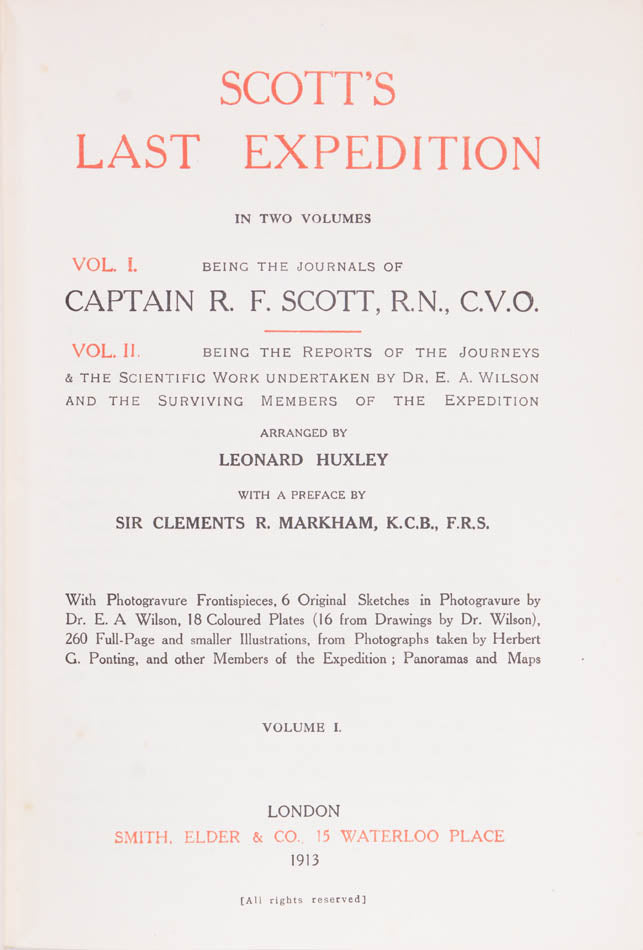 SCOTT'S
LAST EXPEDITION
IN TWO VOLUMES
VOL. I. BEING THE JOURNALS OF
CAPTAIN R. F. SCOTT, R.N., C.V.O.
VOL. II. BEING THE REPORTS OF THE JOURNEYS
& THE SCIENTIFIC WORK UNDERTAKEN BY DR. E. A. WILSON
AND THE SURVIVING MEMBERS OF THE EXPEDITION
ARRANGED BY
LEONARD HUXLEY
WITH A PREFACE BY
SIR CLEMENTS R. MARKHAM, K.C.B., F.R.S.
With Photogravure Frontispieces, 6 Original Sketches in Photogravure by
Dr. E. A Wilson, 18 Coloured Plates (16 from Drawings by Dr. Wilson),
260 Full-Page and smaller Illustrations, from Photographs taken by Herbert
G. Ponting, and other Members of the Expedition ; Panoramas and Maps
VOLUME I.
LONDON
SMITH, ELDER & CO., 15 WATERLOO PLACE
1913
[All rights reserved]